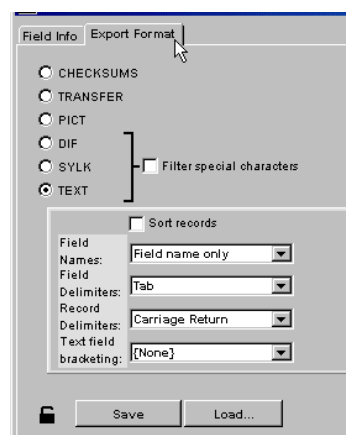 Field Info Export Format
CHECKSUMS
TRANSFER
PICT
DIF
SYLK Filter special characters
TEXT
Sort records
Field
Names: Field name only
Field
Delimiters: Tab
Record
Delimiters: Carriage Return
Text field
bracketing: {None}
Save Load...